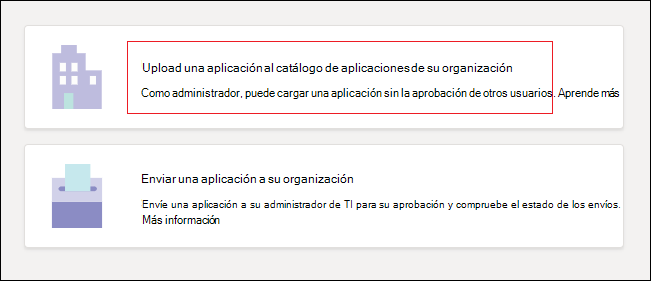 Upload una aplicación al catálogo de aplicaciones de su organización
Como administrador, puede cargar una aplicación sin la aprobación de otros usuarios. Aprende más
Enviar una aplicación a su organización
Envíe una aplicación a su administrador de TI para su aprobación y compruebe el estado de los envíos.
Más información